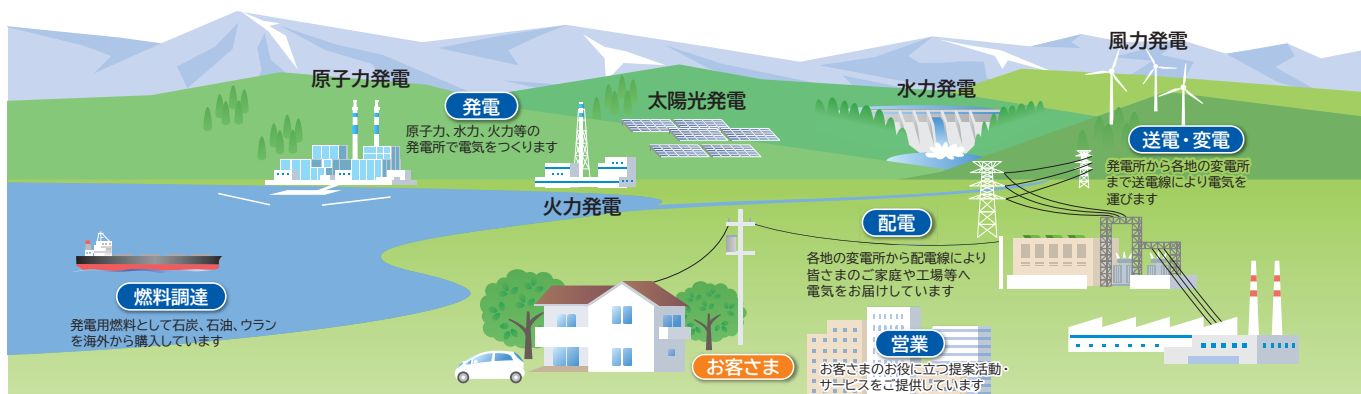 原子力発電
発電
原子力、水力、火力等の
発電所で電気をつくります
火力発電
太陽光発電
水力発電
風力発電
送電・変電
発電所から各地の変電所
まで送電線により電気を
運びます
配電
各地の変電所から配電線により
皆さまのご家庭や工場等へ
電気をお届けしています
燃料調達
発電用燃料として石炭、石油、ウラン
を海外から購入しています
お客さま
営業
お客さまのお役に立つ提案活動・
サービスをご提供しています